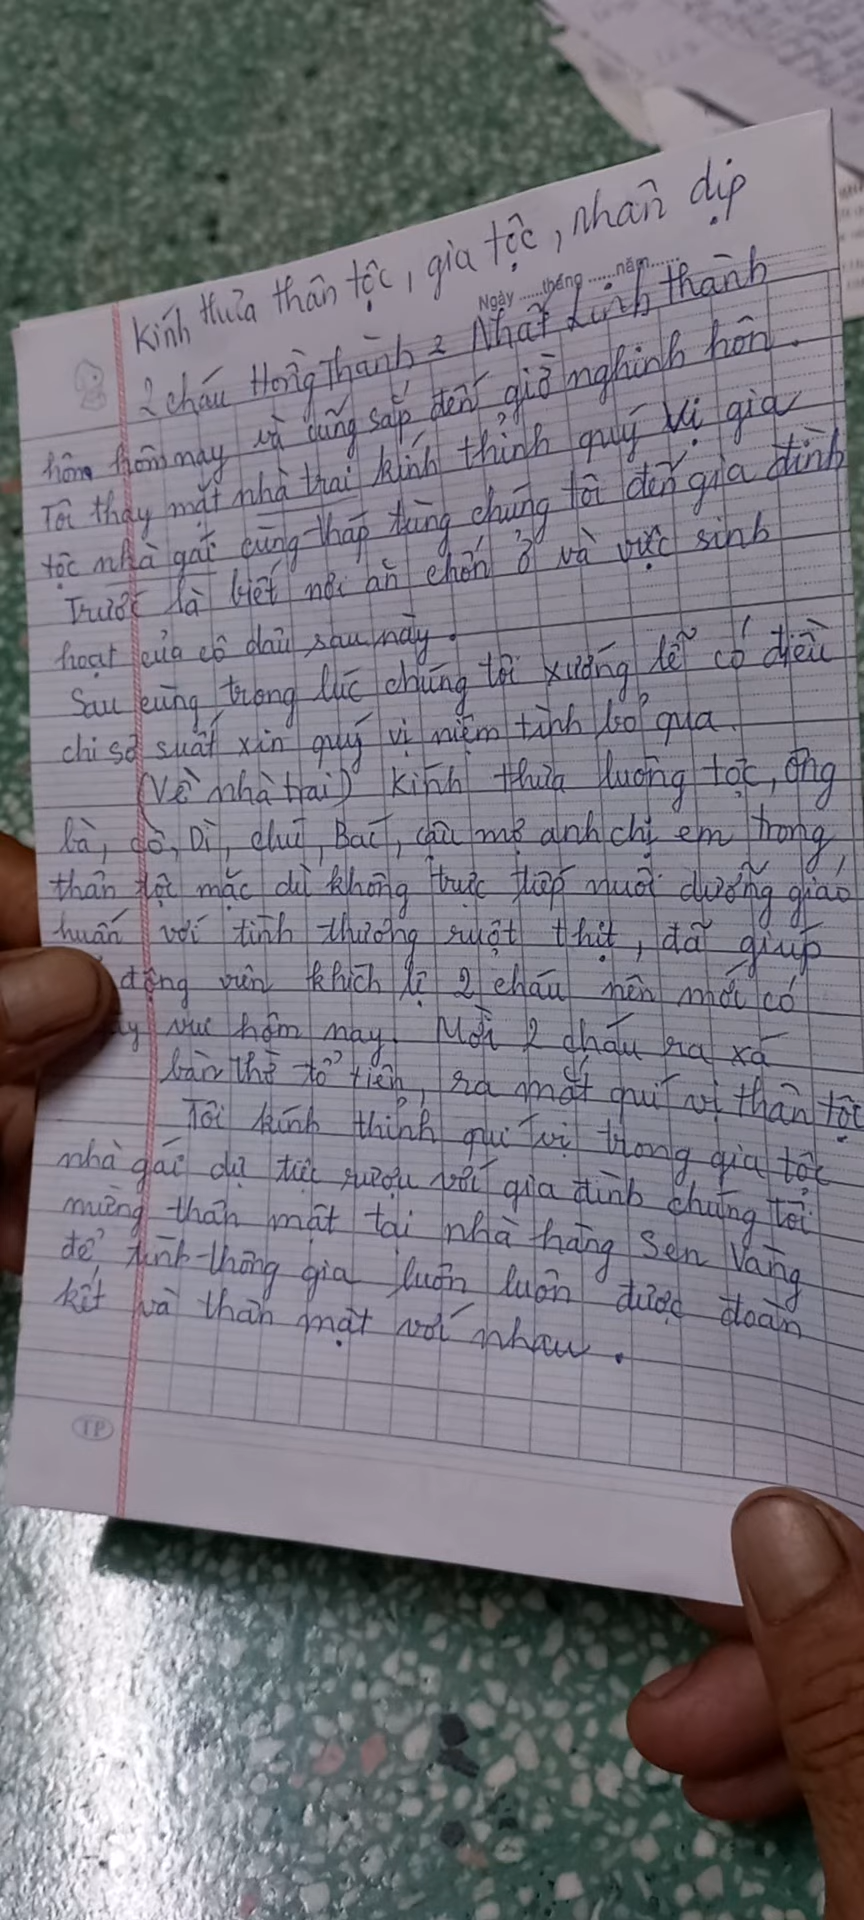 Kính thưa thân tộc, gia tộc, nhân dịp
Ngày ......tháng ......năm......
2 cháu Hồng Thành 2 Nhất Linh thành
hôn hôm nay và cũng sắp đến giờ nghinh hôn.
Tôi thay mặt nhà trai kính thỉnh quý vị gia
tộc nhà gái cùng tháp tùng chúng tôi đến gia đình
Trước là biết nơi ăn chốn ở và việc sinh
hoạt của cô dâu sau này.
Sau cùng trong lúc chúng tôi xướng lễ có điều
chi sơ suất xin quý vị niệm tình bỏ qua.
(Về nhà trai) Kính thưa lưỡng tộc, ông
bà, cô, Dì, chú, Bác, cậu mợ anh chị em trong
thân tộc mặc dù không trực tiếp nuôi dưỡng giáo
huấn với tình thương ruột thịt, đã giúp
động viên khích lệ 2 cháu nên mới có
vui hôm nay. Mời 2 cháu ra xá
bàn thờ tổ tiên, ra mắt quí vị thân tộc
Tôi kính thỉnh quí vị trong gia tộc
nhà gái dự tiệc rượu với gia đình chúng tôi
mừng thân mật tại nhà hàng Sen Vàng
để tình thông gia luôn luôn được đoàn
kết và thân mật với nhau.
TP